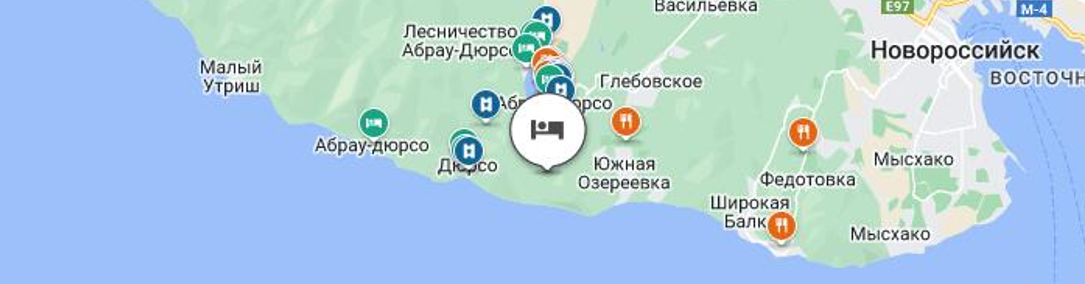 Васильевка
E97
М-4
Лесничество
Абрау-Дюрсо
Новороссийск
Малый
Утриш
Глебовское
ВОСТОЧН
Абрау-дюрсо
Дюрсо
Южная
Озереевка
Мысхако
Федотовка
Широкая
Балк
Мысхако